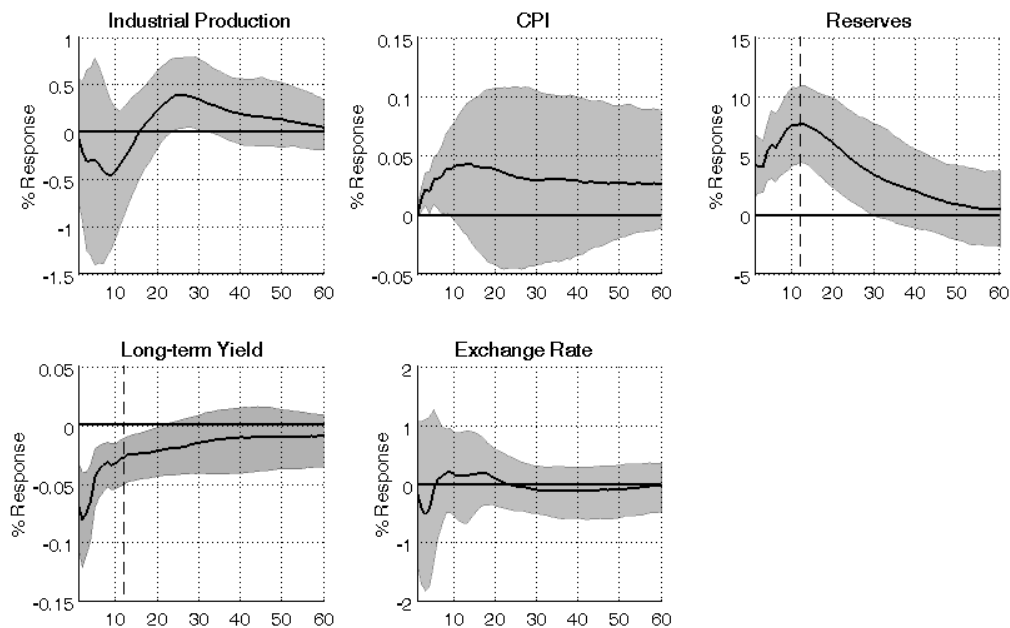 Industrial Production
% Response
1
0.5
0
-0.5
-1
-1.5
10 20 30 40 50 60
CPI
% Response
0.15
0.1
0.05
0
-0.05
10 20 30 40 50 60
Reserves
% Response
15
10
5
0
-5
10 20 30 40 50 60
Long-term Yield
% Response
0.05
0
-0.05
-0.1
-0.15
10 20 30 40 50 60
Exchange Rate
% Response
2
1
0
-1
-2
10 20 30 40 50 60